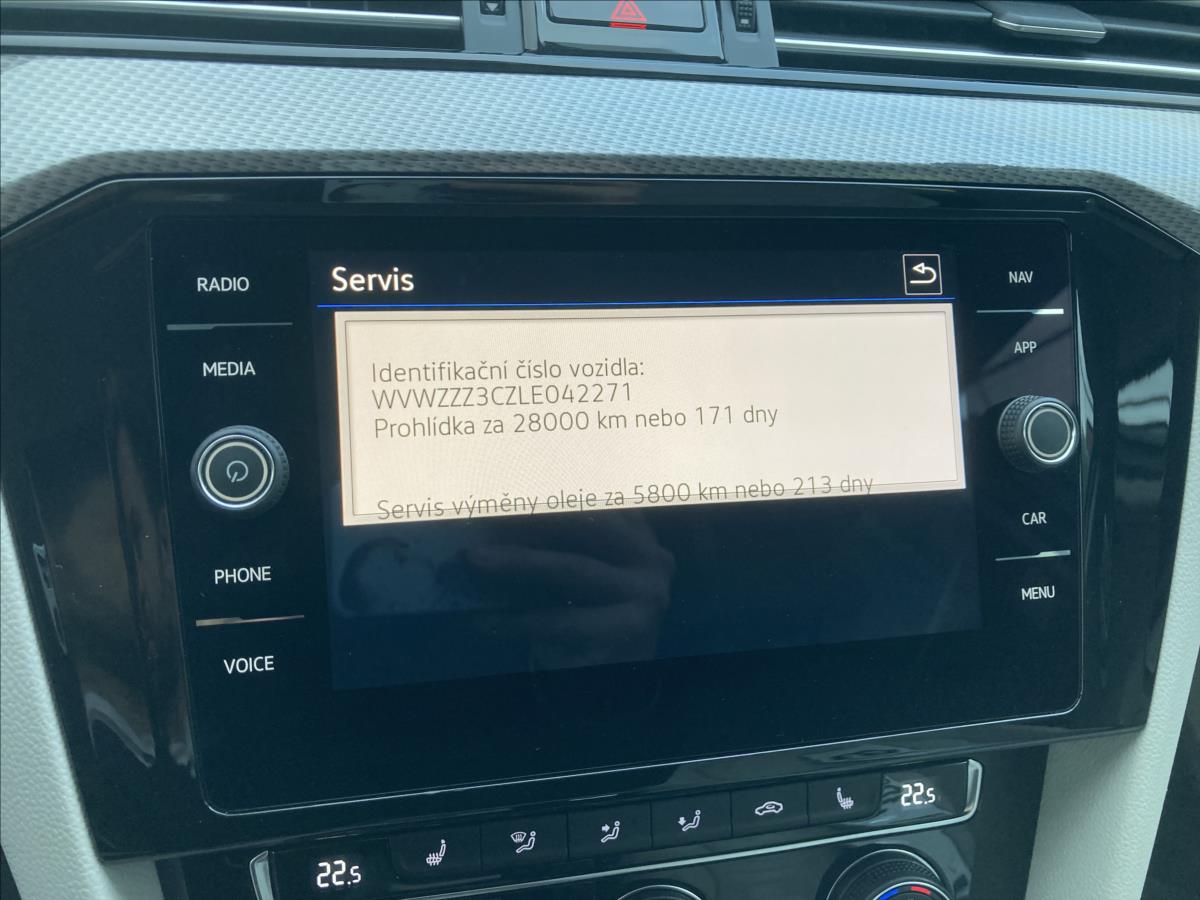 RADIO
MEDIA
PHONE
VOICE
Servis
Identifikační číslo vozidla:
WVWZZZ3CZLE042271
Prohlídka za 28000 km nebo 171 dny
Servis výměny oleje za 5800 km nebo 213 dny
NAV
APP
CAR
MENU
22.5
22.5